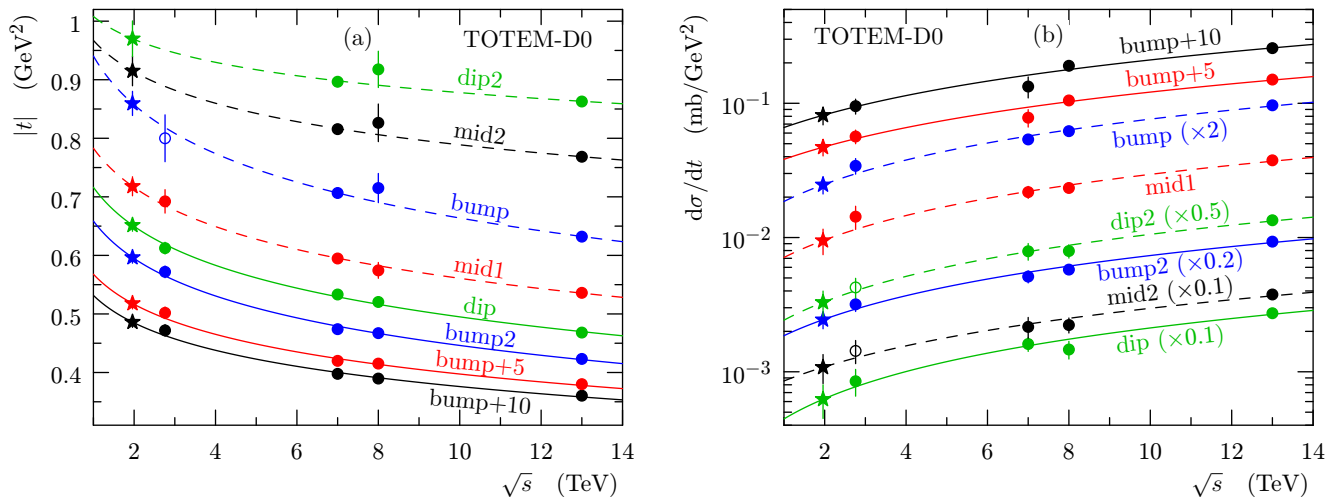 (a)
TOTEM-D0
|t| (GeV²)
1
0.9
0.8
0.7
0.6
0.5
0.4
dip2
mid2
bump
mid1
dip
bump2
bump+5
bump+10
2
4
6
8
10
12
14
√s (TeV)
TOTEM-D0
(b)
dσ/dt (mb/GeV²)
10⁻¹
10⁻²
10⁻³
bump+10
bump+5
bump (×2)
mid1
dip2 (×0.5)
bump2 (×0.2)
mid2 (×0.1)
dip (×0.1)
2
4
6
8
10
12
14
√s (TeV)